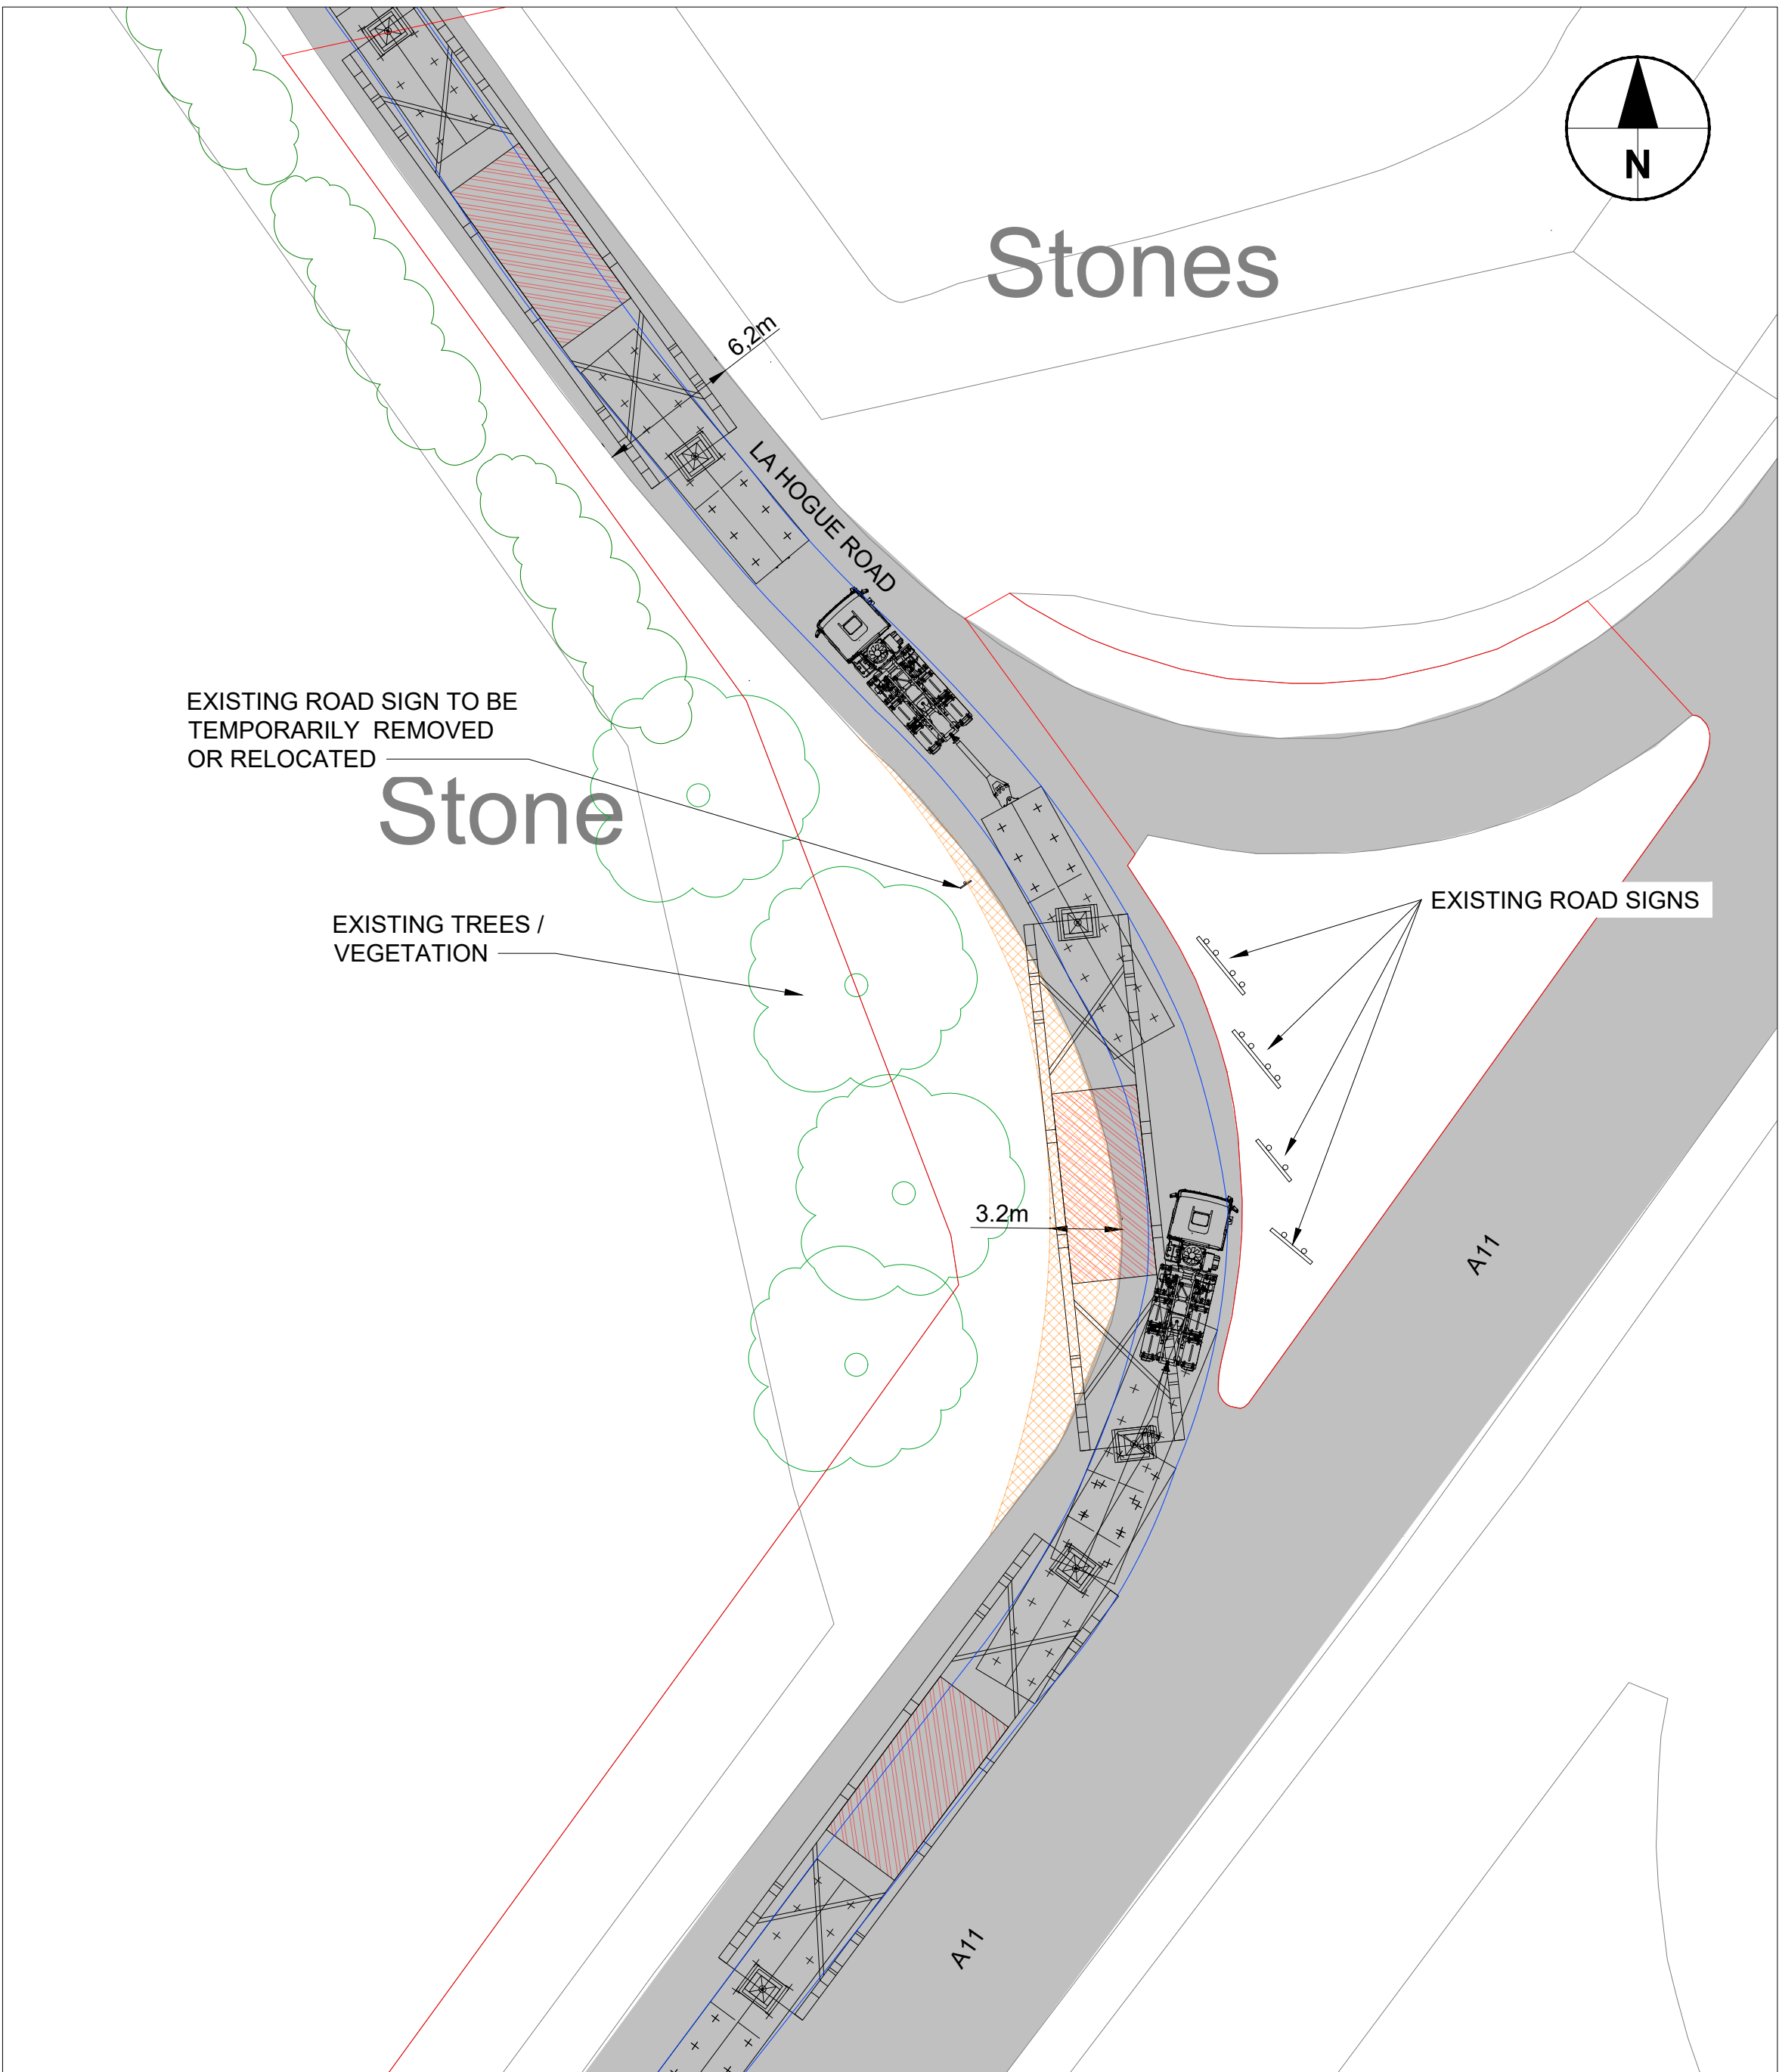 N
Stones
6,2m
LA HOGUE ROAD
EXISTING ROAD SIGN TO BE
TEMPORARILY REMOVED
OR RELOCATED
Stone
EXISTING ROAD SIGNS
EXISTING TREES /
VEGETATION
3.2m
A11
A11